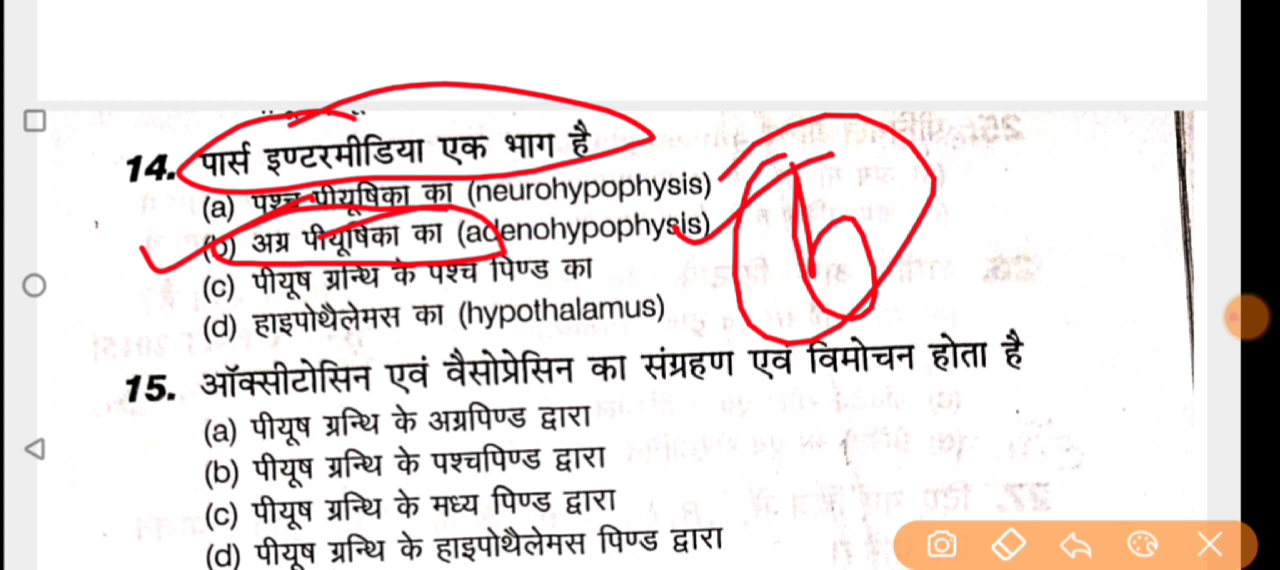 14. पार्स इण्टरमीडिया एक भाग है
(a) पश्च पीयूषिका का (neurohypophysis)
(b) अग्र पीयूषिका का (adenohypophysis)
(c) पीयूष ग्रन्थि के पश्च पिण्ड का
(d) हाइपोथैलेमस का (hypothalamus)
b
15. ऑक्सीटोसिन एवं वैसोप्रेसिन का संग्रहण एवं विमोचन होता है
(a) पीयूष ग्रन्थि के अग्रपिण्ड द्वारा
(b) पीयूष ग्रन्थि के पश्चपिण्ड द्वारा
(c) पीयूष ग्रन्थि के मध्य पिण्ड द्वारा
(d) पीयूष ग्रन्थि के हाइपोथैलेमस पिण्ड द्वारा